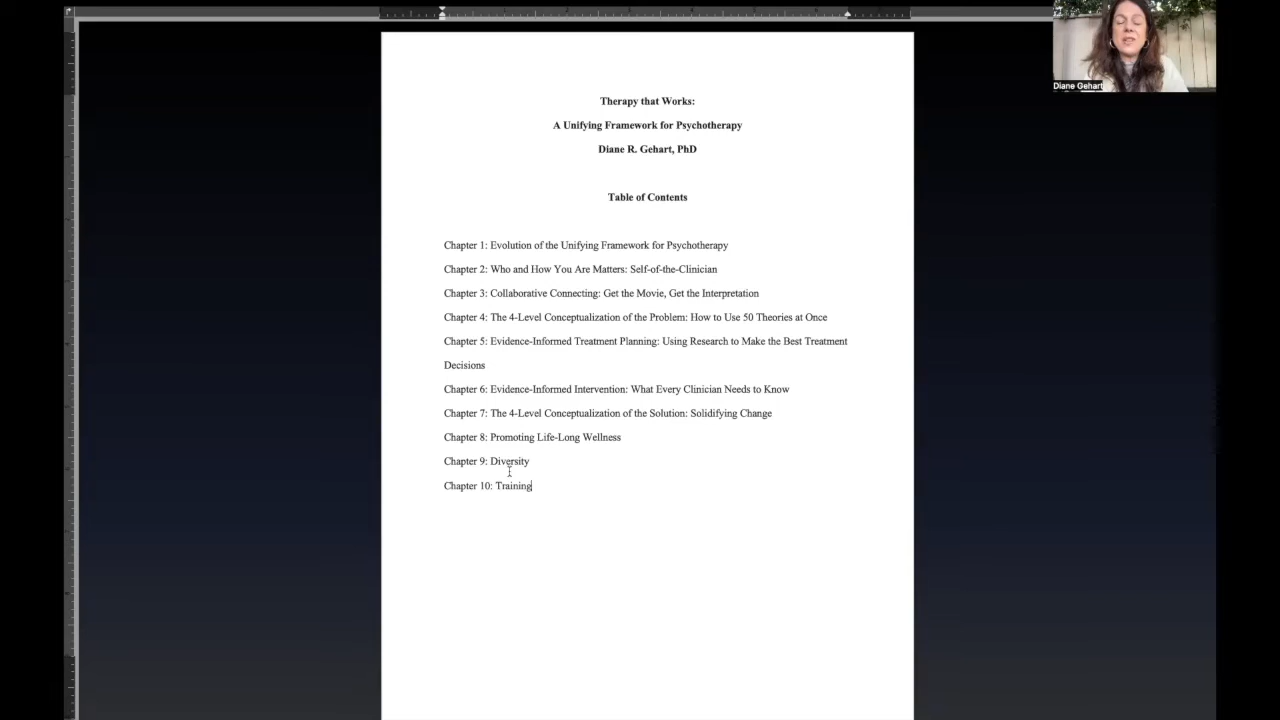 Therapy that Works:
A Unifying Framework for Psychotherapy
Diane R. Gehart, PhD
Table of Contents
Chapter 1: Evolution of the Unifying Framework for Psychotherapy
Chapter 2: Who and How You Are Matters: Self-of-the-Clinician
Chapter 3: Collaborative Connecting: Get the Movie, Get the Interpretation
Chapter 4: The 4-Level Conceptualization of the Problem: How to Use 50 Theories at Once
Chapter 5: Evidence-Informed Treatment Planning: Using Research to Make the Best Treatment
Decisions
Chapter 6: Evidence-Informed Intervention: What Every Clinician Needs to Know
Chapter 7: The 4-Level Conceptualization of the Solution: Solidifying Change
Chapter 8: Promoting Life-Long Wellness
Chapter 9: Diversity
Chapter 10: Training
Diane Gehart